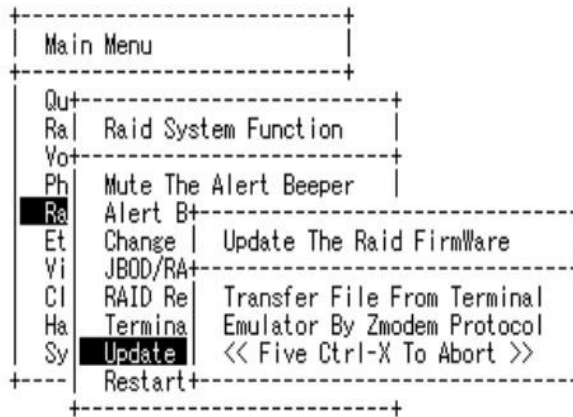 Main Menu
Qu
Ra Raid System Function
Vo
Ph Mute The Alert Beeper
Ra Alert B
Et Change Update The Raid FirmWare
Vi JBOD/RA
Cl RAID Re Transfer File From Terminal
Ha Termina Emulator By Zmodem Protocol
Sy Update << Five Ctrl-X To Abort >>
Restart